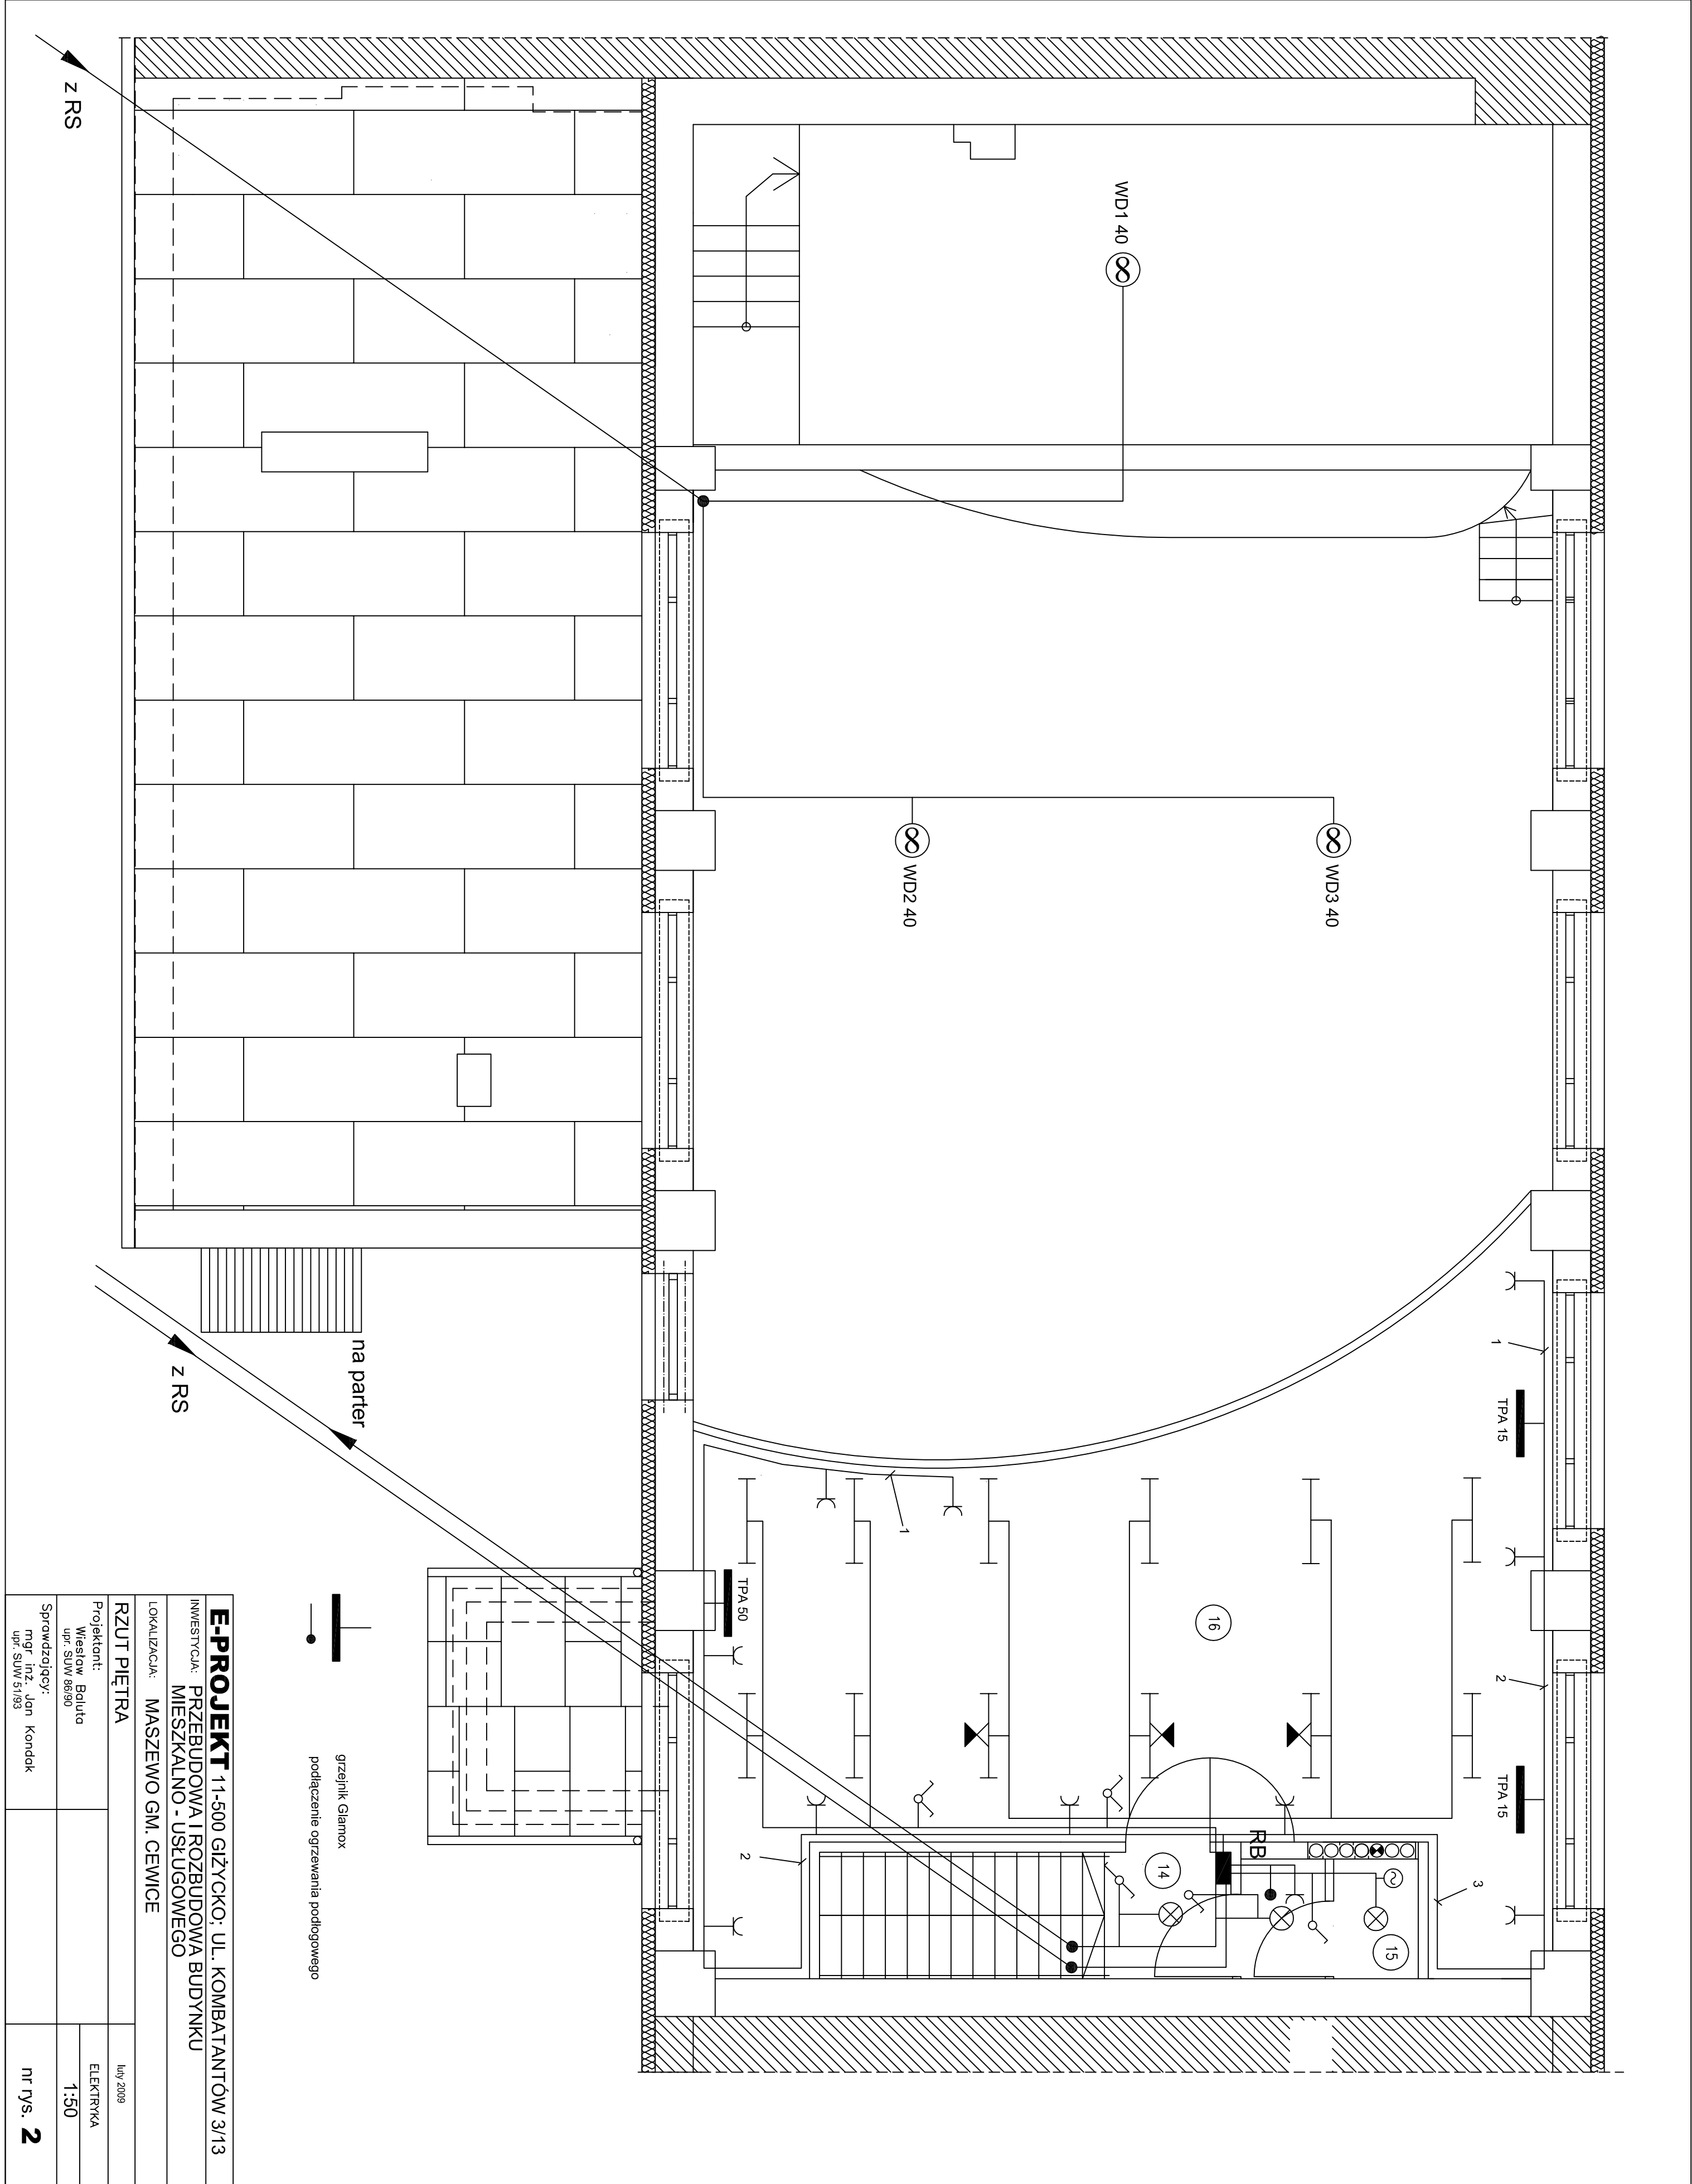 z RS
WD1 40
WD2 40
WD3 40
1
TPA 15
2
TPA 15
3
16
1
TPA 50
2
RB
14
15
na parter
z RS
grzejnik Glamox
podłączenie ogrzewania podłogowego
E-PROJEKT 11-500 GIŻYCKO; UL. KOMBATANTÓW 3/13
INWESTYCJA: PRZEBUDOWA I ROZBUDOWA BUDYNKU
MIESZKALNO - USŁUGOWEGO
LOKALIZACJA: MASZEWO GM. CEWICE
RZUT PIĘTRA
luty 2009
Projektant:
Wiesław Baluta
upr. SUW 86/90
ELEKTRYKA
1:50
Sprawdzający:
mgr inż. Jan Kondak
upr. SUW 51/93
nr rys. 2